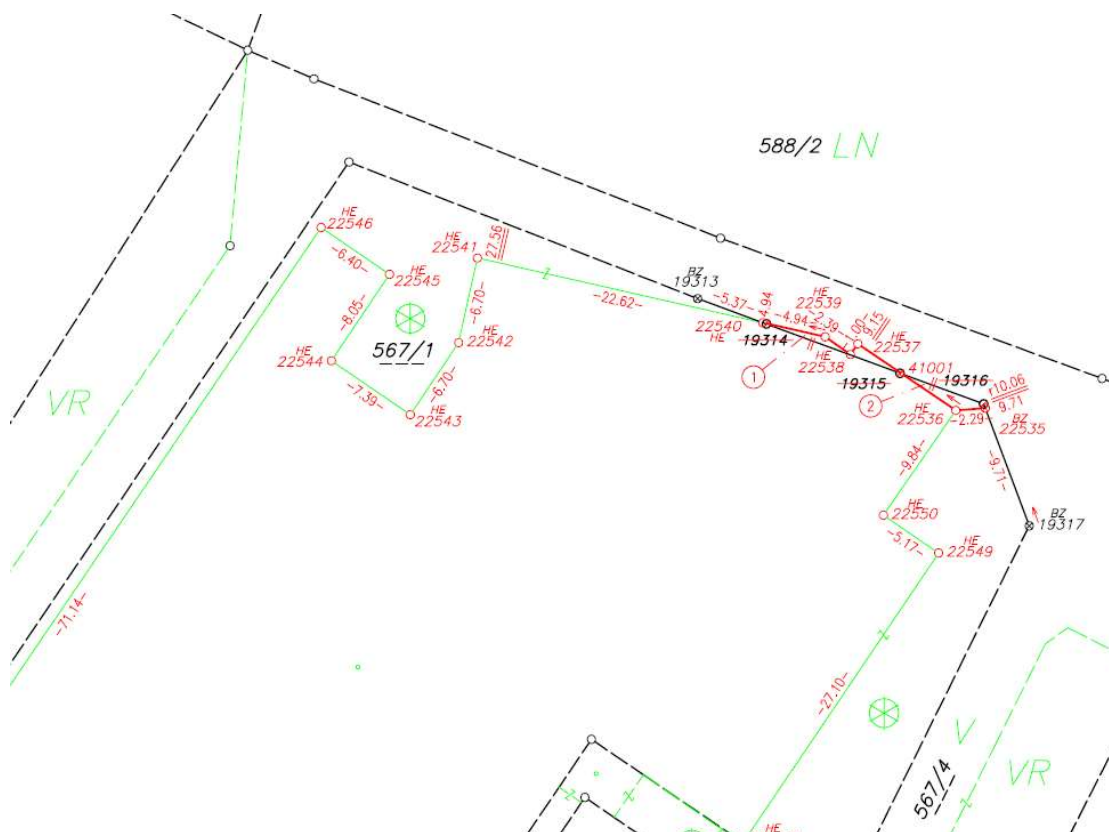 588/2 LN
HE
22546
HE
22541
27.56
-6.40-
HE
22545
-6.70-
-22.62-
BZ
19313
-5.37-
4.94
HE
22539
-4.94-
-2.39-
9.15
HE
22537
22540
HE
19314
22538
1
-8.05-
567/1
HE
22542
HE
22544
-6.70-
-7.39-
HE
22543
VR
41001
19315
19316
r10.06
9.71
2
HE
22536
-2.29-
BZ
22535
-9.84-
-9.71-
HE
22550
BZ
19317
-5.17-
HE
22549
-71.14-
-27.10-
V
VR
567/4
HE